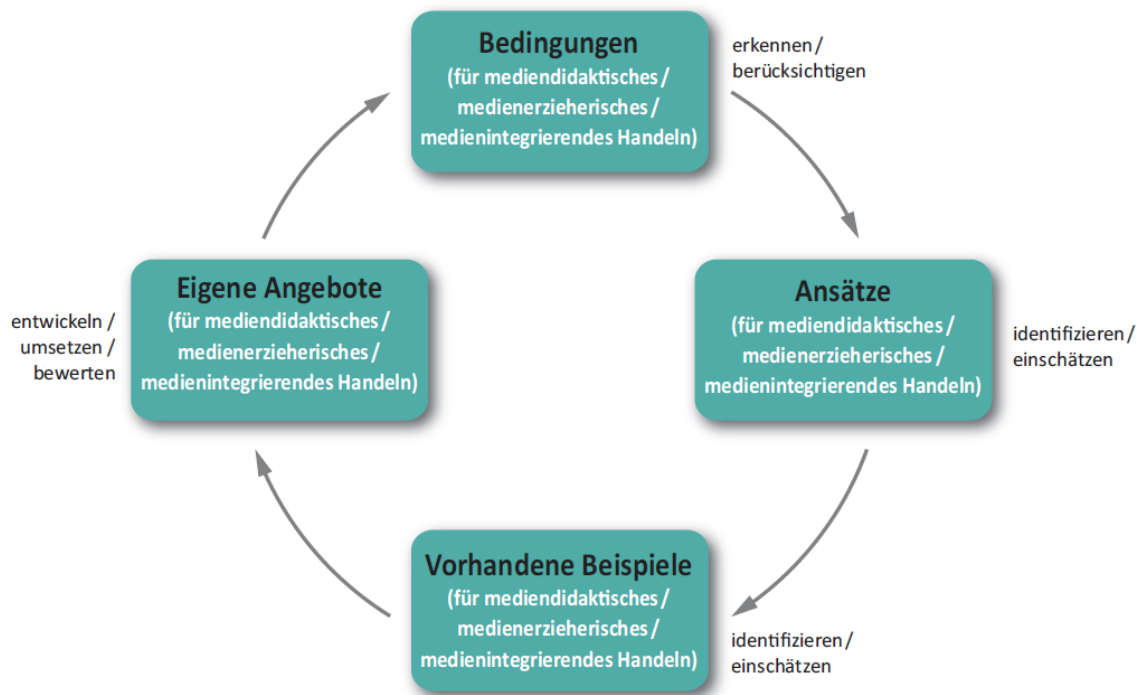 Bedingungen
(für mediendidaktisches /
medienerzieherisches /
medienintegrierendes Handeln)
erkennen /
berücksichtigen
Ansätze
(für mediendidaktisches /
medienerzieherisches /
medienintegrierendes Handeln)
identifizieren /
einschätzen
Vorhandene Beispiele
(für mediendidaktisches /
medienerzieherisches /
medienintegrierendes Handeln)
identifizieren /
einschätzen
Eigene Angebote
(für mediendidaktisches /
medienerzieherisches /
medienintegrierendes Handeln)
entwickeln /
umsetzen /
bewerten